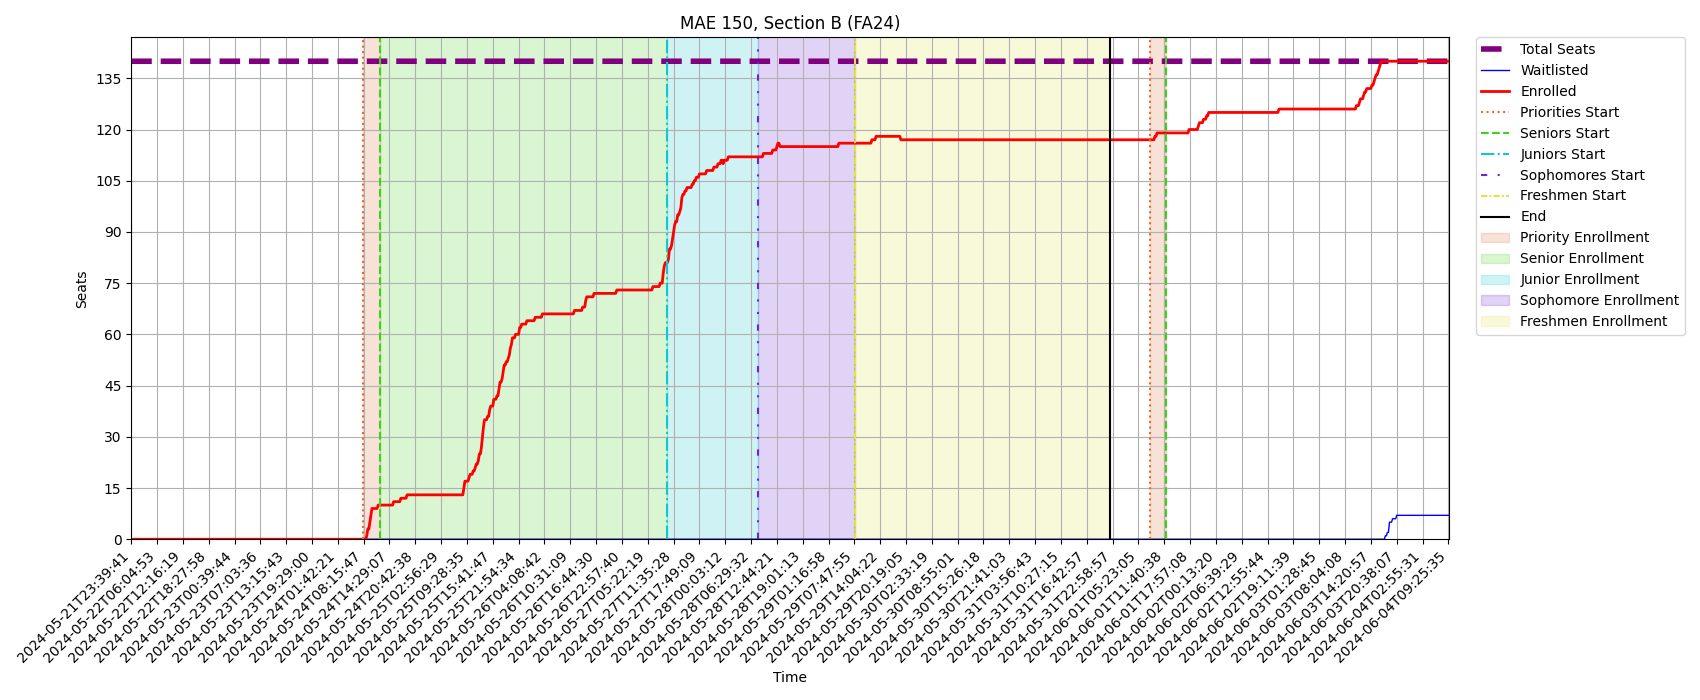 MAE 150, Section B (FA24)
Total Seats
Waitlisted
Enrolled
Priorities Start
Seniors Start
Juniors Start
Sophomores Start
Freshmen Start
End
Priority Enrollment
Senior Enrollment
Junior Enrollment
Sophomore Enrollment
Freshmen Enrollment
Seats
135
120
105
90
75
60
45
30
15
0
2024-05-21T23:39:41
2024-05-22T06:04:53
2024-05-22T12:16:19
2024-05-22T18:27:58
2024-05-23T00:39:44
2024-05-23T07:03:36
2024-05-23T13:15:43
2024-05-23T19:29:00
2024-05-24T01:42:21
2024-05-24T08:15:47
2024-05-24T14:29:07
2024-05-24T20:42:38
2024-05-25T02:56:29
2024-05-25T09:28:35
2024-05-25T15:41:47
2024-05-25T21:54:34
2024-05-26T04:08:42
2024-05-26T10:31:09
2024-05-26T16:44:30
2024-05-26T22:57:40
2024-05-27T05:22:19
2024-05-27T11:35:28
2024-05-27T17:49:09
2024-05-28T00:03:12
2024-05-28T06:29:32
2024-05-28T12:44:21
2024-05-28T19:01:13
2024-05-29T01:16:58
2024-05-29T07:47:55
2024-05-29T14:04:22
2024-05-29T20:19:05
2024-05-30T02:33:19
2024-05-30T08:55:01
2024-05-30T15:26:18
2024-05-30T21:41:03
2024-05-31T03:56:43
2024-05-31T10:27:15
2024-05-31T16:42:57
2024-05-31T22:58:57
2024-06-01T05:23:05
2024-06-01T11:40:38
2024-06-01T17:57:08
2024-06-02T00:13:20
2024-06-02T06:39:29
2024-06-02T12:55:44
2024-06-02T19:11:39
2024-06-03T01:28:45
2024-06-03T08:04:08
2024-06-03T14:20:57
2024-06-03T20:38:07
2024-06-04T02:55:31
2024-06-04T09:25:35
Time